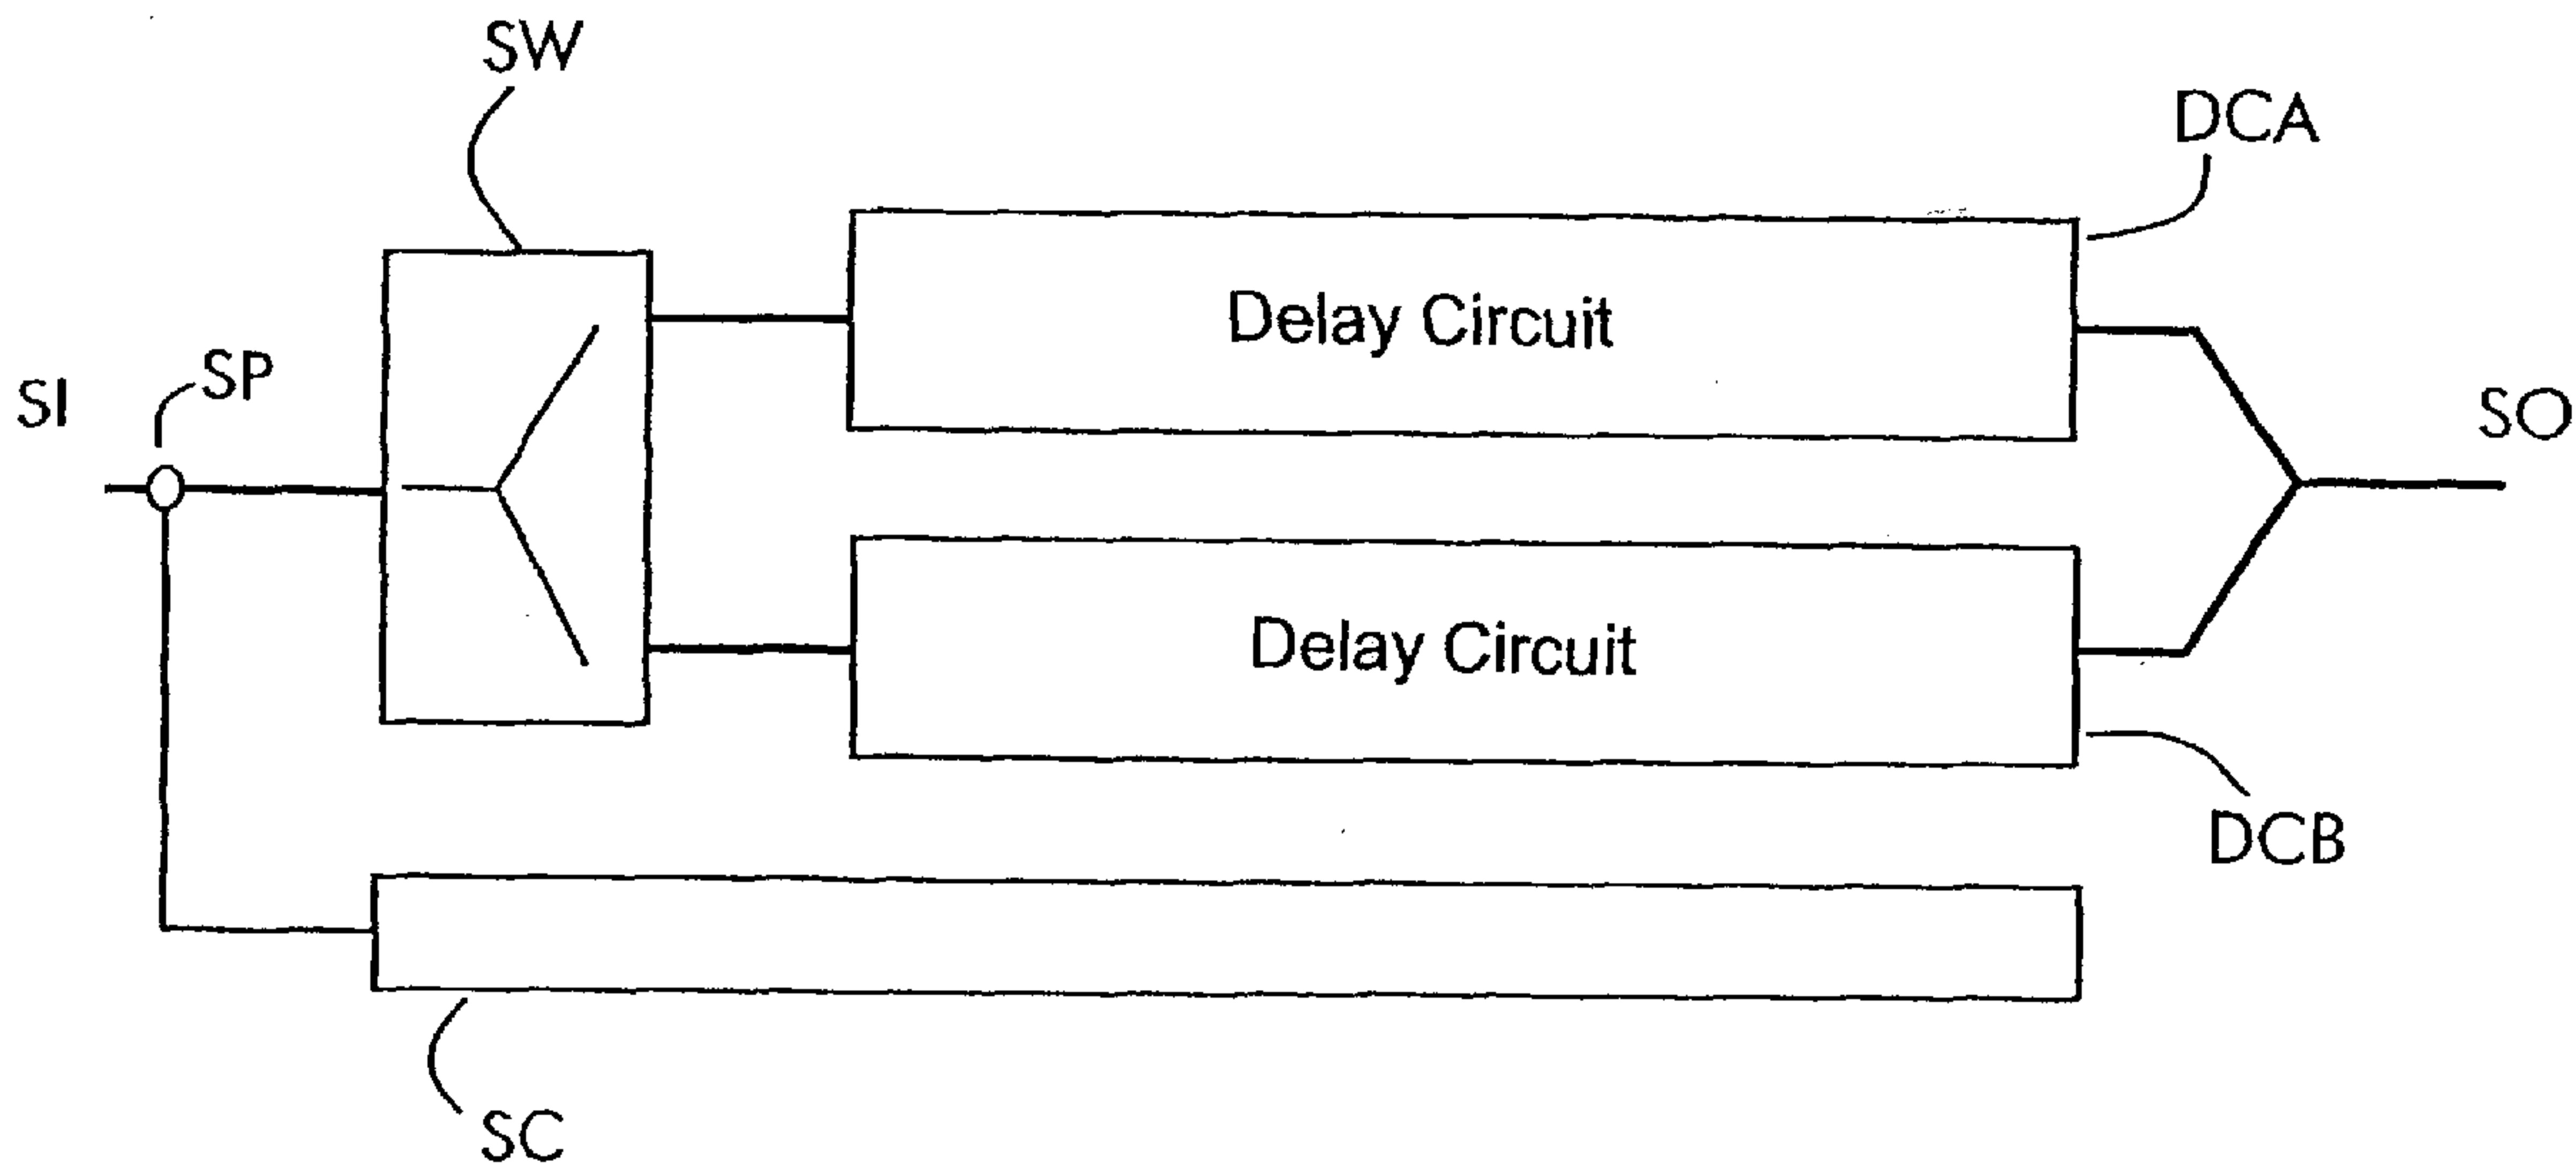 SW
DCA
Delay Circuit
SP
SI
SO
Delay Circuit
DCB
SC